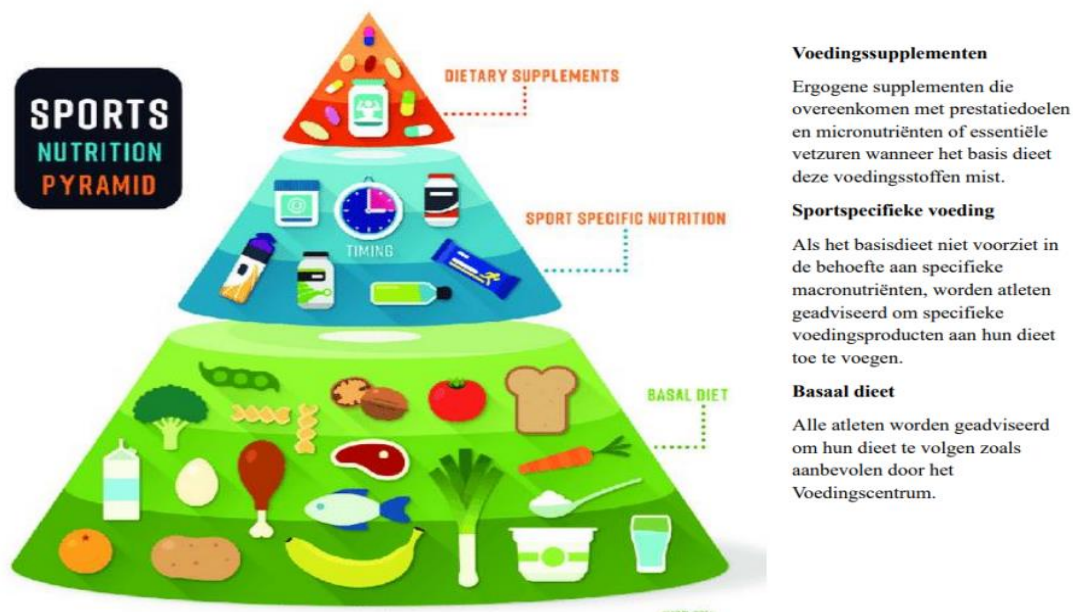 SPORTS
NUTRITION
PYRAMID
DIETARY SUPPLEMENTS
SPORT SPECIFIC NUTRITION
TIMING
BASAL DIET
Voedingssupplementen
Ergogene supplementen die
overeenkomen met prestatiedoelen
en micronutriënten of essentiële
vetzuren wanneer het basis dieet
deze voedingsstoffen mist.
Sportspecifieke voeding
Als het basisdieet niet voorziet in
de behoefte aan specifieke
macronutriënten, worden atleten
geadviseerd om specifieke
voedingsproducten aan hun dieet
toe te voegen.
Basaal dieet
Alle atleten worden geadviseerd
om hun dieet te volgen zoals
aanbevolen door het
Voedingscentrum.